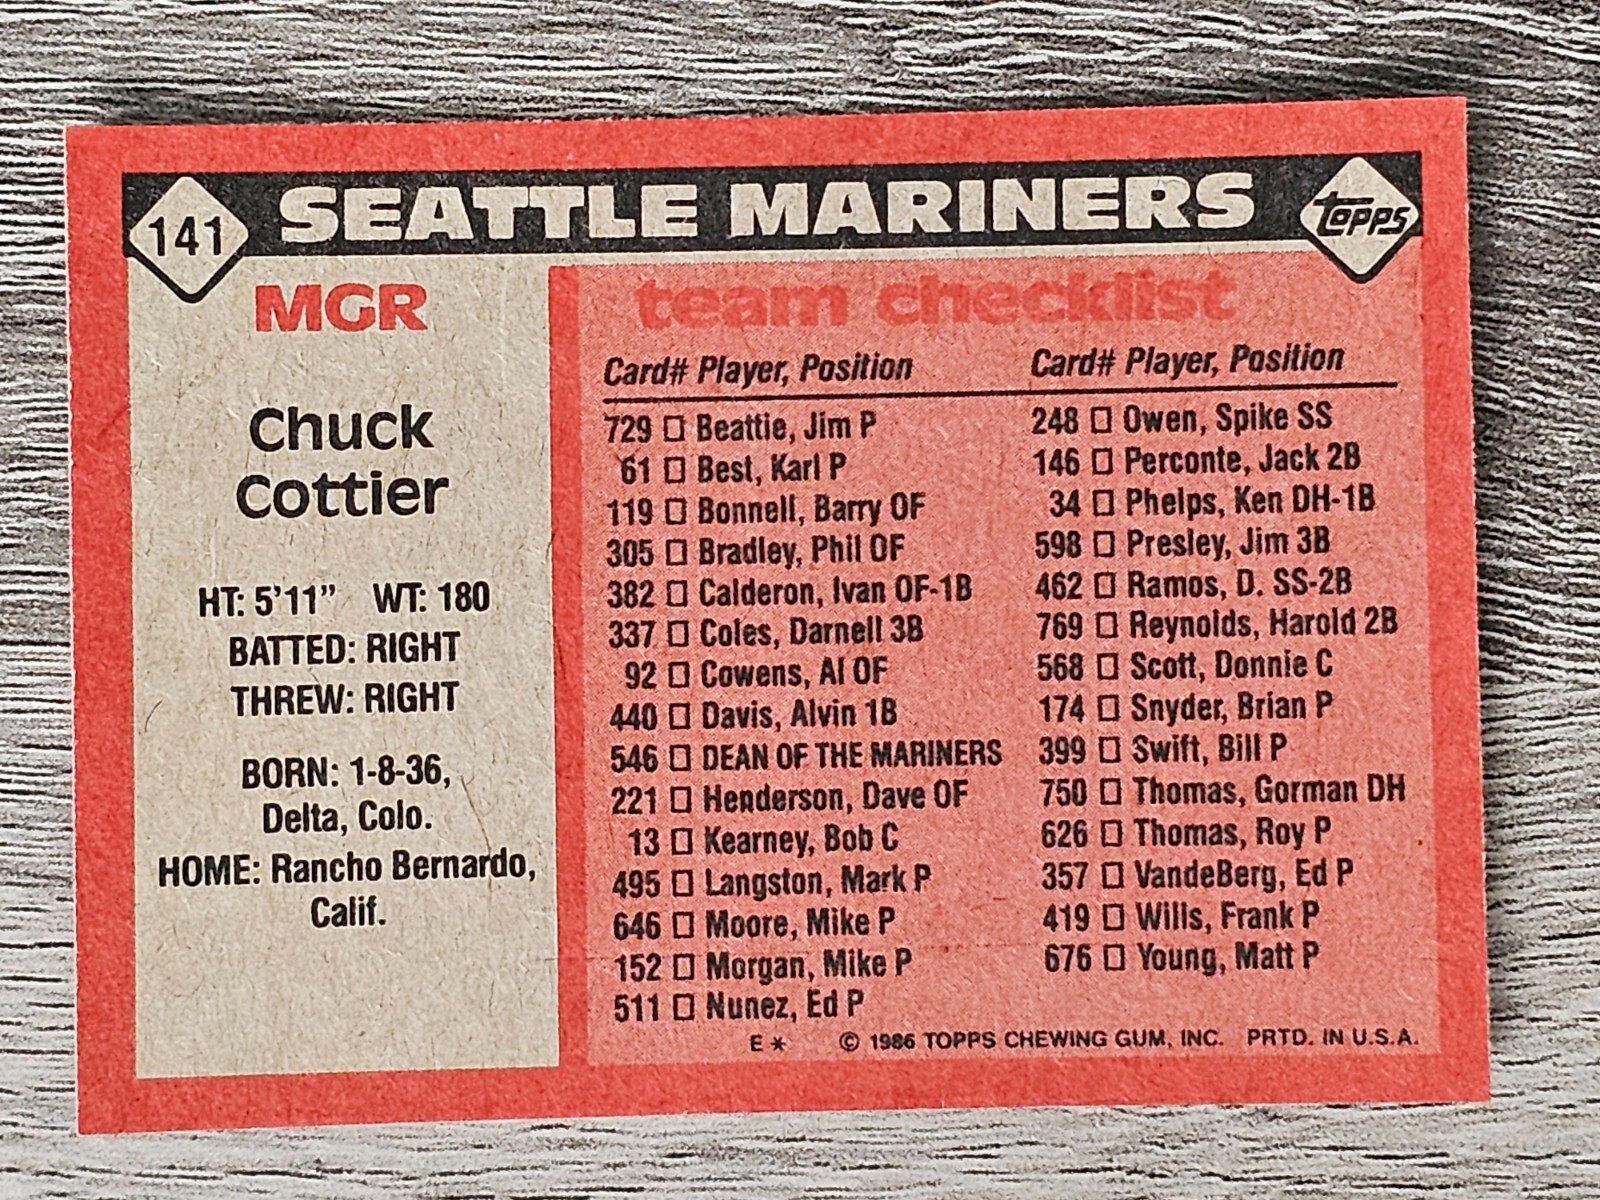 141 SEATTLE MARINERS topps
MGR
Chuck
Cottier
HT: 5'11" WT: 180
BATTED: RIGHT
THREW: RIGHT
BORN: 1-8-36,
Delta, Colo.
HOME: Rancho Bernardo,
Calif.
team checklist
Card# Player, Position
729 Beattie, Jim P
61 Best, Karl P
119 Bonnell, Barry OF
305 Bradley, Phil OF
382 Calderon, Ivan OF-1B
337 Coles, Darnell 3B
92 Cowens, Al OF
440 Davis, Alvin 1B
546 DEAN OF THE MARINERS
221 Henderson, Dave OF
13 Kearney, Bob C
495 Langston, Mark P
646 Moore, Mike P
152 Morgan, Mike P
511 Nunez, Ed P
Card# Player, Position
248 Owen, Spike SS
146 Perconte, Jack 2B
34 Phelps, Ken DH-1B
598 Presley, Jim 3B
462 Ramos, D. SS-2B
769 Reynolds, Harold 2B
568 Scott, Donnie C
174 Snyder, Brian P
399 Swift, Bill P
750 Thomas, Gorman DH
626 Thomas, Roy P
357 VandeBerg, Ed P
419 Wills, Frank P
676 Young, Matt P
E* © 1986 TOPPS CHEWING GUM, INC. PRTD. IN U.S.A.